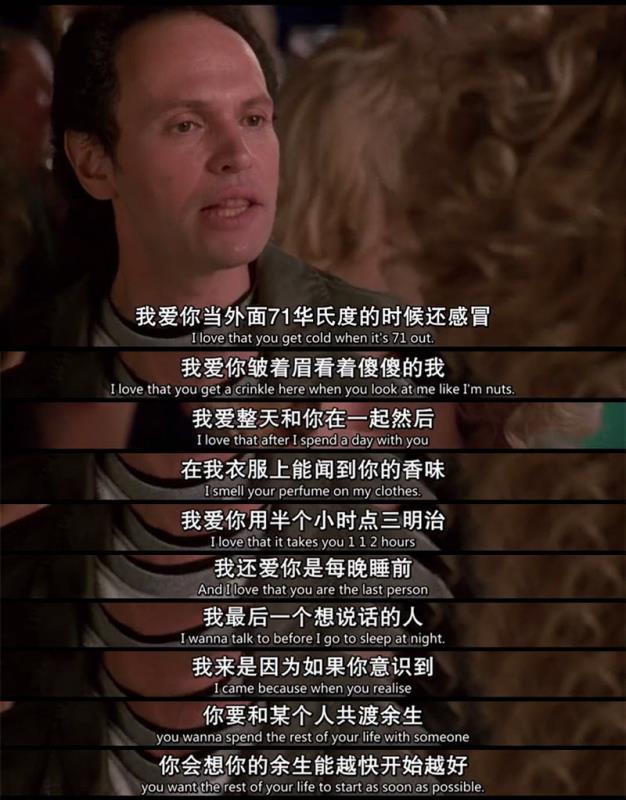 我爱你当外面71华氏度的时候还感冒
I love that you get cold when it's 71 out.
我爱你皱着眉看着傻傻的我
I love that you get a crinkle here when you look at me like I'm nuts.
我爱整天和你在一起然后
I love that after I spend a day with you
在我衣服上能闻到你的香味
I smell your perfume on my clothes.
我爱你用半个小时点三明治
I love that it takes you 1 1 2 hours
我还爱你是每晚睡前
And I love that you are the last person
我最后一个想说话的人
I wanna talk to before I go to sleep at night.
我来是因为如果你意识到
I came because when you realise
你要和某个人共渡余生
you wanna spend the rest of your life with someone
你会想你的余生能越快开始越好
you want the rest of your life to start as soon as possible.